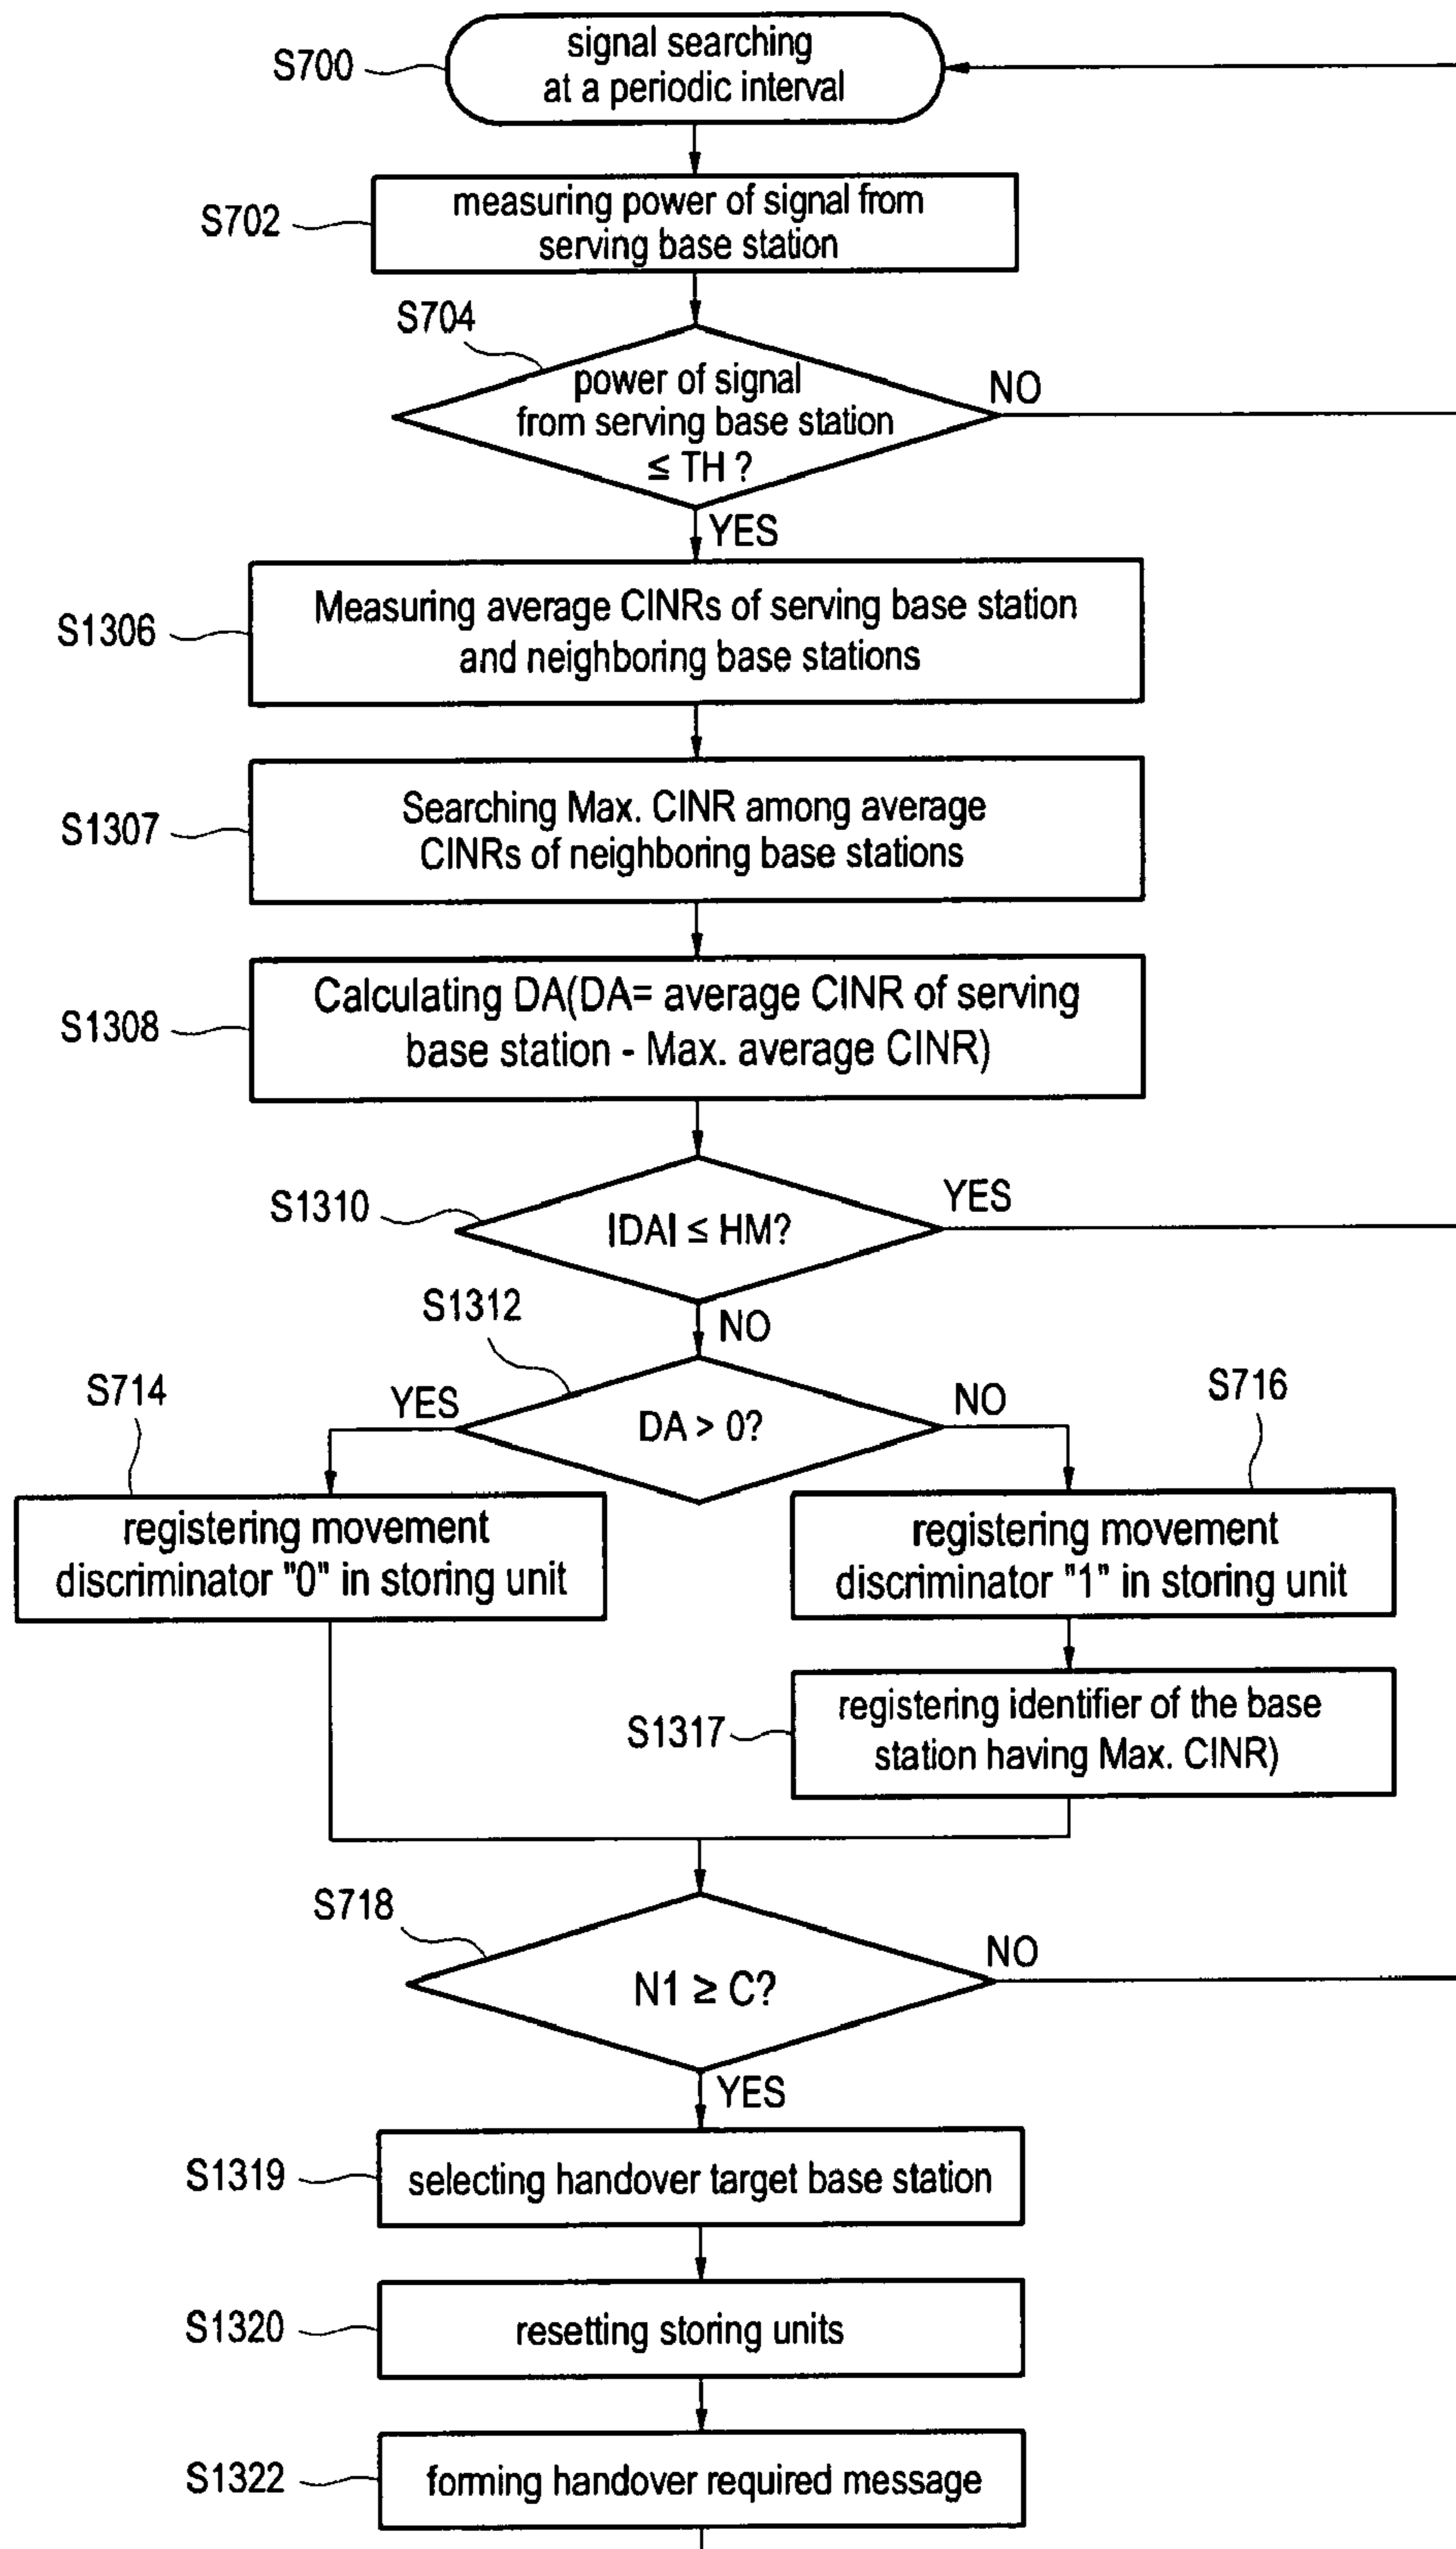 S700
signal searching
at a periodic interval
S702
measuring power of signal from
serving base station
S704
power of signal
from serving base station
≤ TH ?
NO
YES
S1306
Measuring average CINRs of serving base station
and neighboring base stations
S1307
Searching Max. CINR among average
CINRs of neighboring base stations
S1308
Calculating DA(DA= average CINR of serving
base station - Max. average CINR)
S1310
|DA| ≤ HM?
YES
NO
S1312
DA > 0?
YES
NO
S714
registering movement
discriminator "0" in storing unit
S716
registering movement
discriminator "1" in storing unit
S1317
registering identifier of the base
station having Max. CINR)
S718
N1 ≥ C?
NO
YES
S1319
selecting handover target base station
S1320
resetting storing units
S1322
forming handover required message